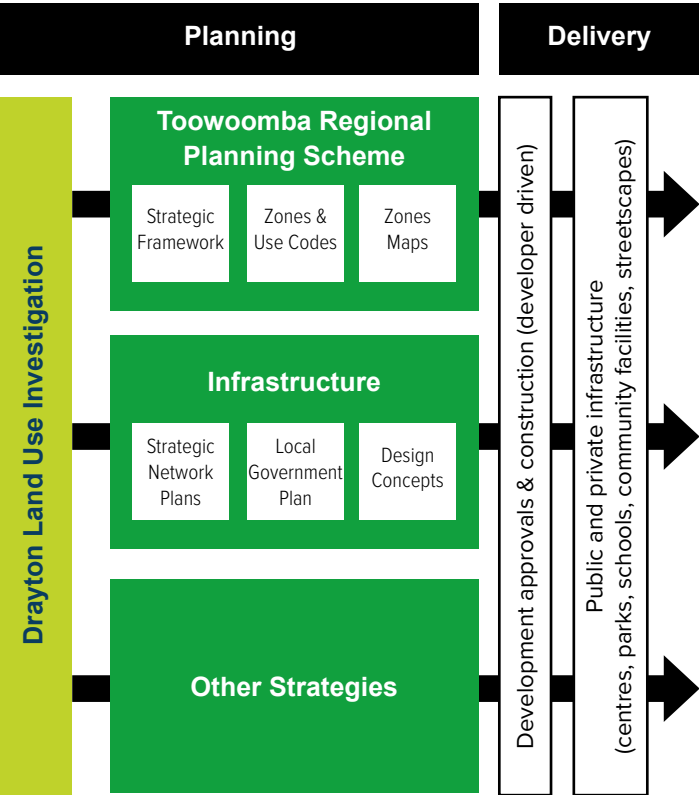 Planning
Delivery
Drayton Land Use Investigation
Toowoomba Regional
Planning Scheme
Strategic
Framework
Zones &
Use Codes
Zones
Maps
Infrastructure
Strategic
Network
Plans
Local
Government
Plan
Design
Concepts
Other Strategies
Development approvals & construction (developer driven)
Public and private infrastructure
(centres, parks, schools, community facilities, streetscapes)